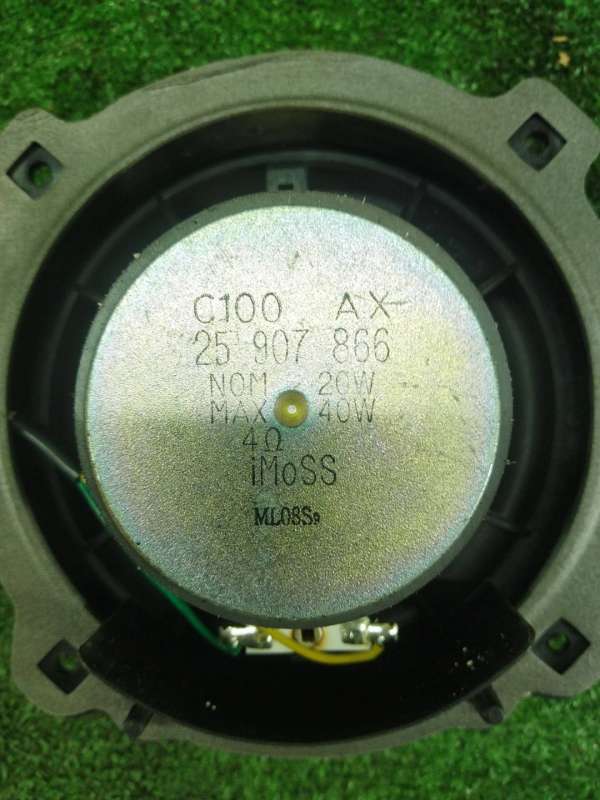 C100 AX
25 907 866
NOM 20W
MAX 40W
4Ω
iMoSS
ML08S9